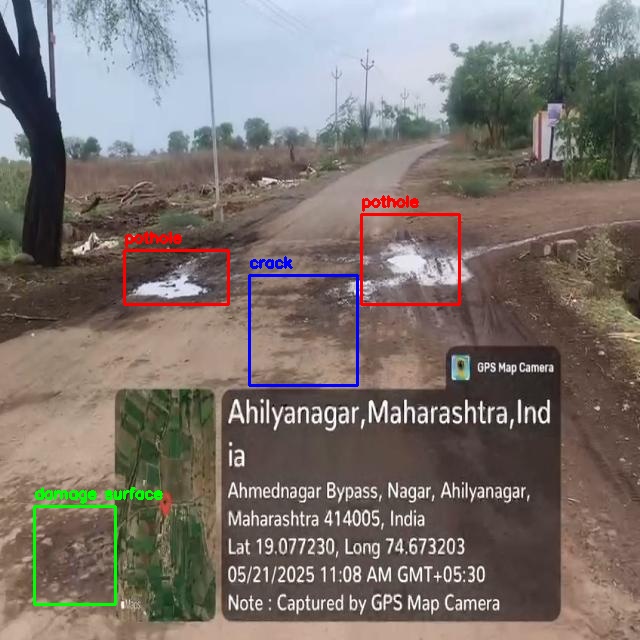 pothole
pothole
crack
GPS Map Camera
Ahilyanagar,Maharashtra,Ind
ia
Ahmednagar Bypass, Nagar, Ahilyanagar,
Maharashtra 414005, India
Lat 19.077230, Long 74.673203
05/21/2025 11:08 AM GMT+05:30
Note : Captured by GPS Map Camera
damage surface
Maps